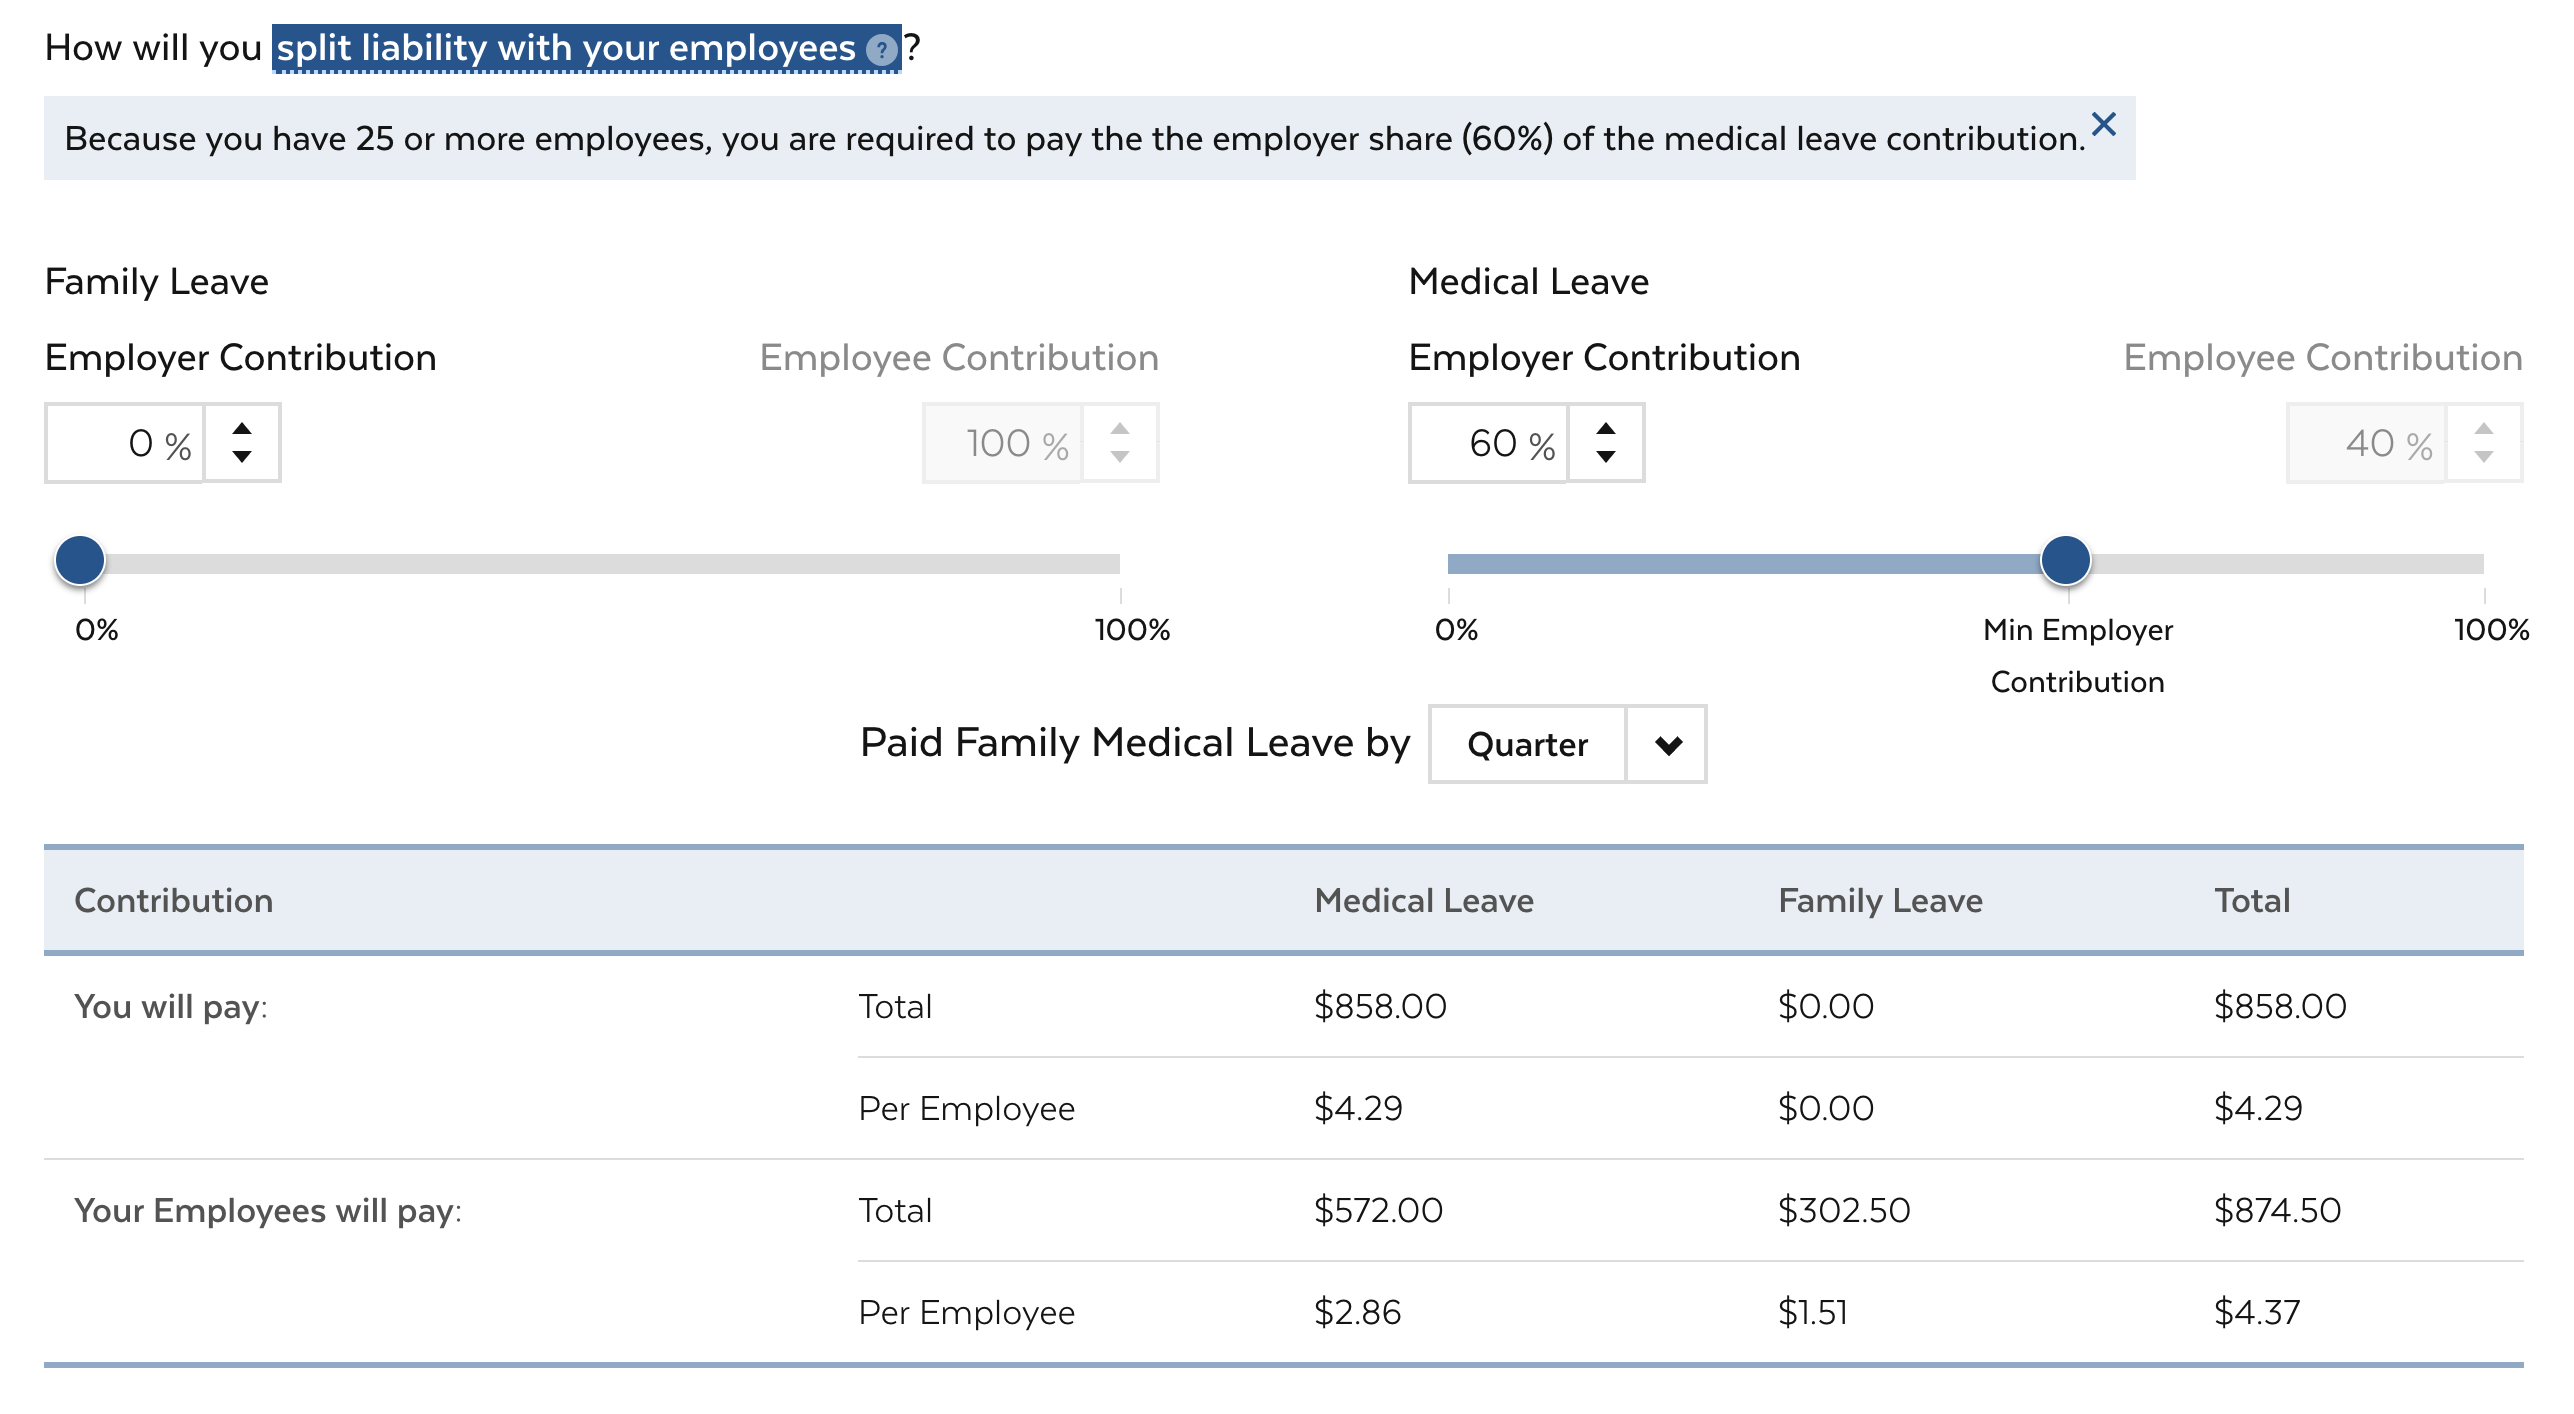 How will you split liability with your employees ? ?
Because you have 25 or more employees, you are required to pay the the employer share (60%) of the medical leave contribution.
Family Leave
Employer Contribution Employee Contribution
0 % 100 %
0% 100%
Medical Leave
Employer Contribution Employee Contribution
60 % 40 %
0% Min Employer Contribution 100%
Paid Family Medical Leave by Quarter
Contribution Medical Leave Family Leave Total
You will pay: Total $858.00 $0.00 $858.00
Per Employee $4.29 $0.00 $4.29
Your Employees will pay: Total $572.00 $302.50 $874.50
Per Employee $2.86 $1.51 $4.37